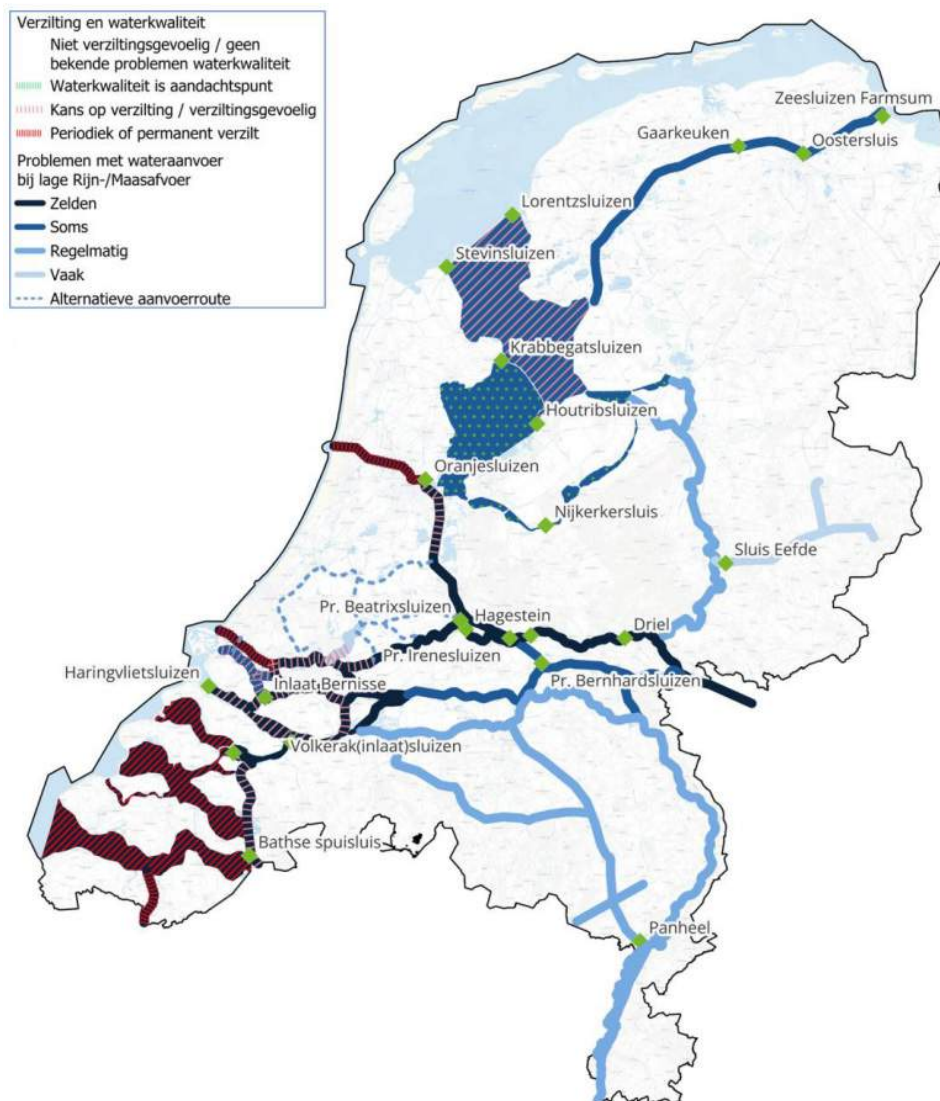 Verzilting en waterkwaliteit
Niet verziltingsgevoelig / geen
bekende problemen waterkwaliteit
Waterkwaliteit is aandachtspunt
Kans op verzilting / verziltingsgevoelig
Periodiek of permanent verzilt
Problemen met wateraanvoer
bij lage Rijn-/Maasafvoer
Zelden
Soms
Regelmatig
Vaak
Alternatieve aanvoerroute
Zeesluizen Farmsum
Gaarkeuken
Oostersluis
Lorentzsluizen
Stevinsluizen
Krabbegatsluizen
Houtribsluizen
Oranjesluizen
Nijkerkersluis
Sluis Eefde
Pr. Beatrixsluizen
Hagestein
Driel
Pr. Irenesluizen
Haringvlietsluizen
Inlaat Bernisse
Pr. Bernhardsluizen
Volkerak(inlaat)sluizen
Bathse spuisluis
Panheel